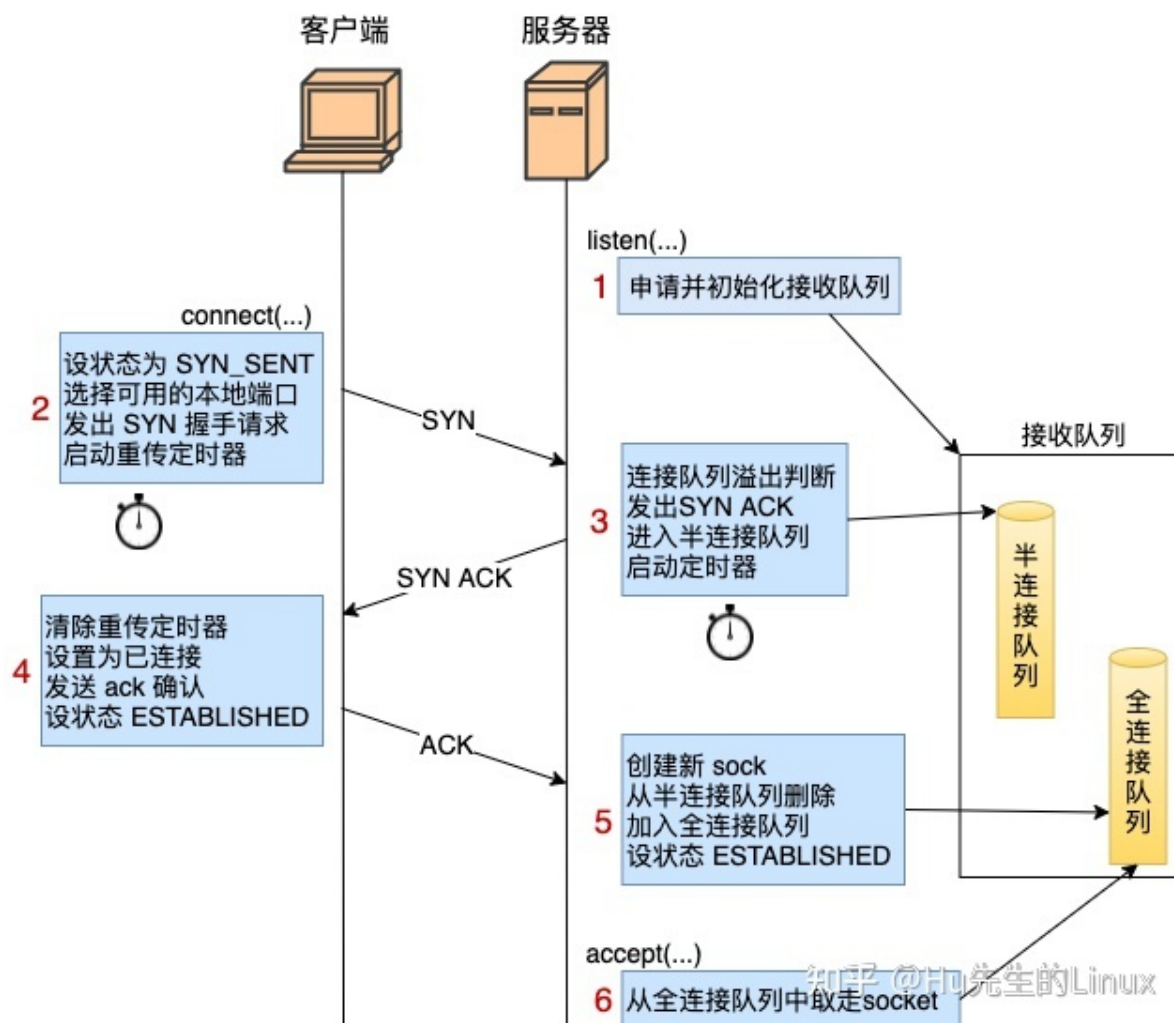 客户端
服务器
listen(...)
1
申请并初始化接收队列
connect(...)
2
设状态为 SYN_SENT
选择可用的本地端口
发出 SYN 握手请求
启动重传定时器
SYN
接收队列
3
连接队列溢出判断
发出SYN ACK
进入半连接队列
启动定时器
半连接队列
SYN ACK
4
清除重传定时器
设置为已连接
发送 ack 确认
设状态 ESTABLISHED
全连接队列
ACK
5
创建新 sock
从半连接队列删除
加入全连接队列
设状态 ESTABLISHED
accept(...)
6
从全连接队列中取走socket
知乎 @Hu先生的Linux